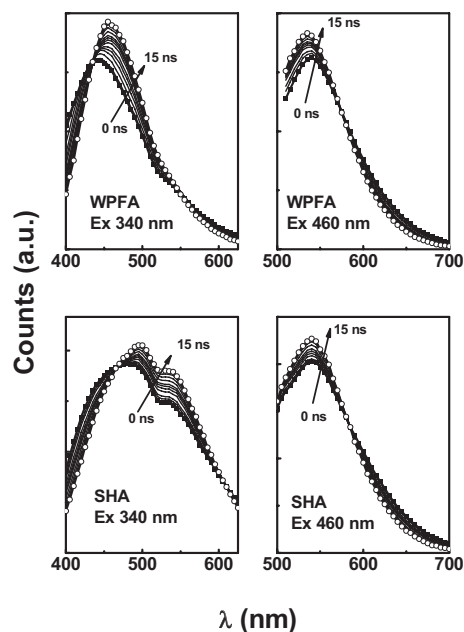 15 ns
0 ns
WPFA
Ex 340 nm
400 500 600
15 ns
0 ns
WPFA
Ex 460 nm
500 600 700
Counts (a.u.)
15 ns
0 ns
SHA
Ex 340 nm
400 500 600
15 ns
0 ns
SHA
Ex 460 nm
500 600 700
λ (nm)